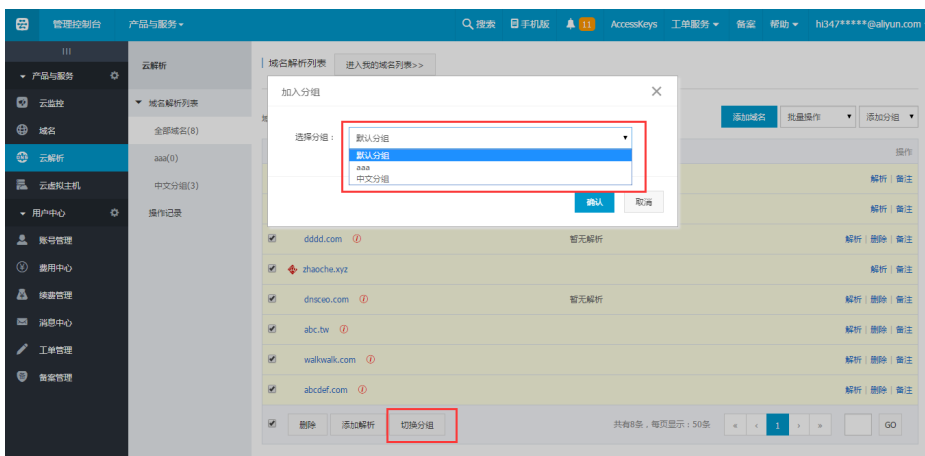 管理控制台 产品与服务 搜索 手机版 11 AccessKeys 工单服务 备案 帮助 hi347*****@aliyun.com
产品与服务
云监控
域名
云解析
云虚拟主机
用户中心
账号管理
费用中心
续费管理
消息中心
工单管理
备案管理
云解析
域名解析列表
全部域名(8)
aaa(0)
中文分组(3)
操作记录
域名解析列表 进入我的域名列表>>
添加域名 批量操作 添加分组
操作
加入分组
选择分组： 默认分组
默认分组
aaa
中文分组
确认 取消
解析 备注
解析 备注
dddd.com 暂无解析 解析 删除 备注
zhaoche.xyz 解析 备注
dnsceo.com 暂无解析 解析 删除 备注
abc.tw 解析 删除 备注
walkwalk.com 解析 删除 备注
abcdef.com 解析 删除 备注
删除 添加解析 切换分组 共有8条，每页显示：50条 « ‹ 1 › » GO